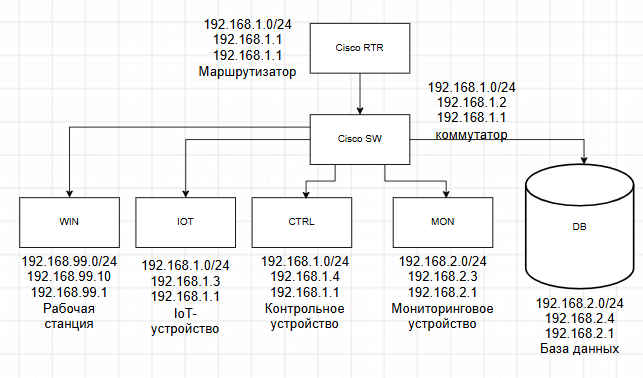 192.168.1.0/24
192.168.1.1
192.168.1.1
Маршрутизатор
Cisco RTR
192.168.1.0/24
192.168.1.2
192.168.1.1
коммутатор
Cisco SW
WIN
192.168.99.0/24
192.168.99.10
192.168.99.1
Рабочая
станция
IOT
192.168.1.0/24
192.168.1.3
192.168.1.1
IoT-
устройство
CTRL
192.168.1.0/24
192.168.1.4
192.168.1.1
Контрольное
устройство
MON
192.168.2.0/24
192.168.2.3
192.168.2.1
Мониторинговое
устройство
DB
192.168.2.0/24
192.168.2.4
192.168.2.1
База данных